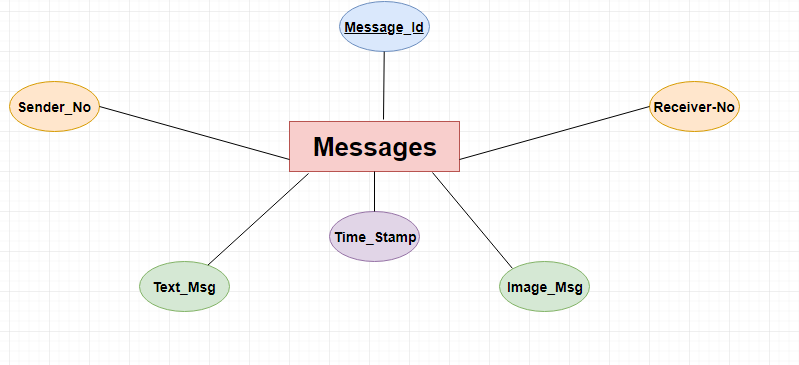 Message_Id
Sender_No
Receiver-No
Messages
Time_Stamp
Text_Msg
Image_Msg